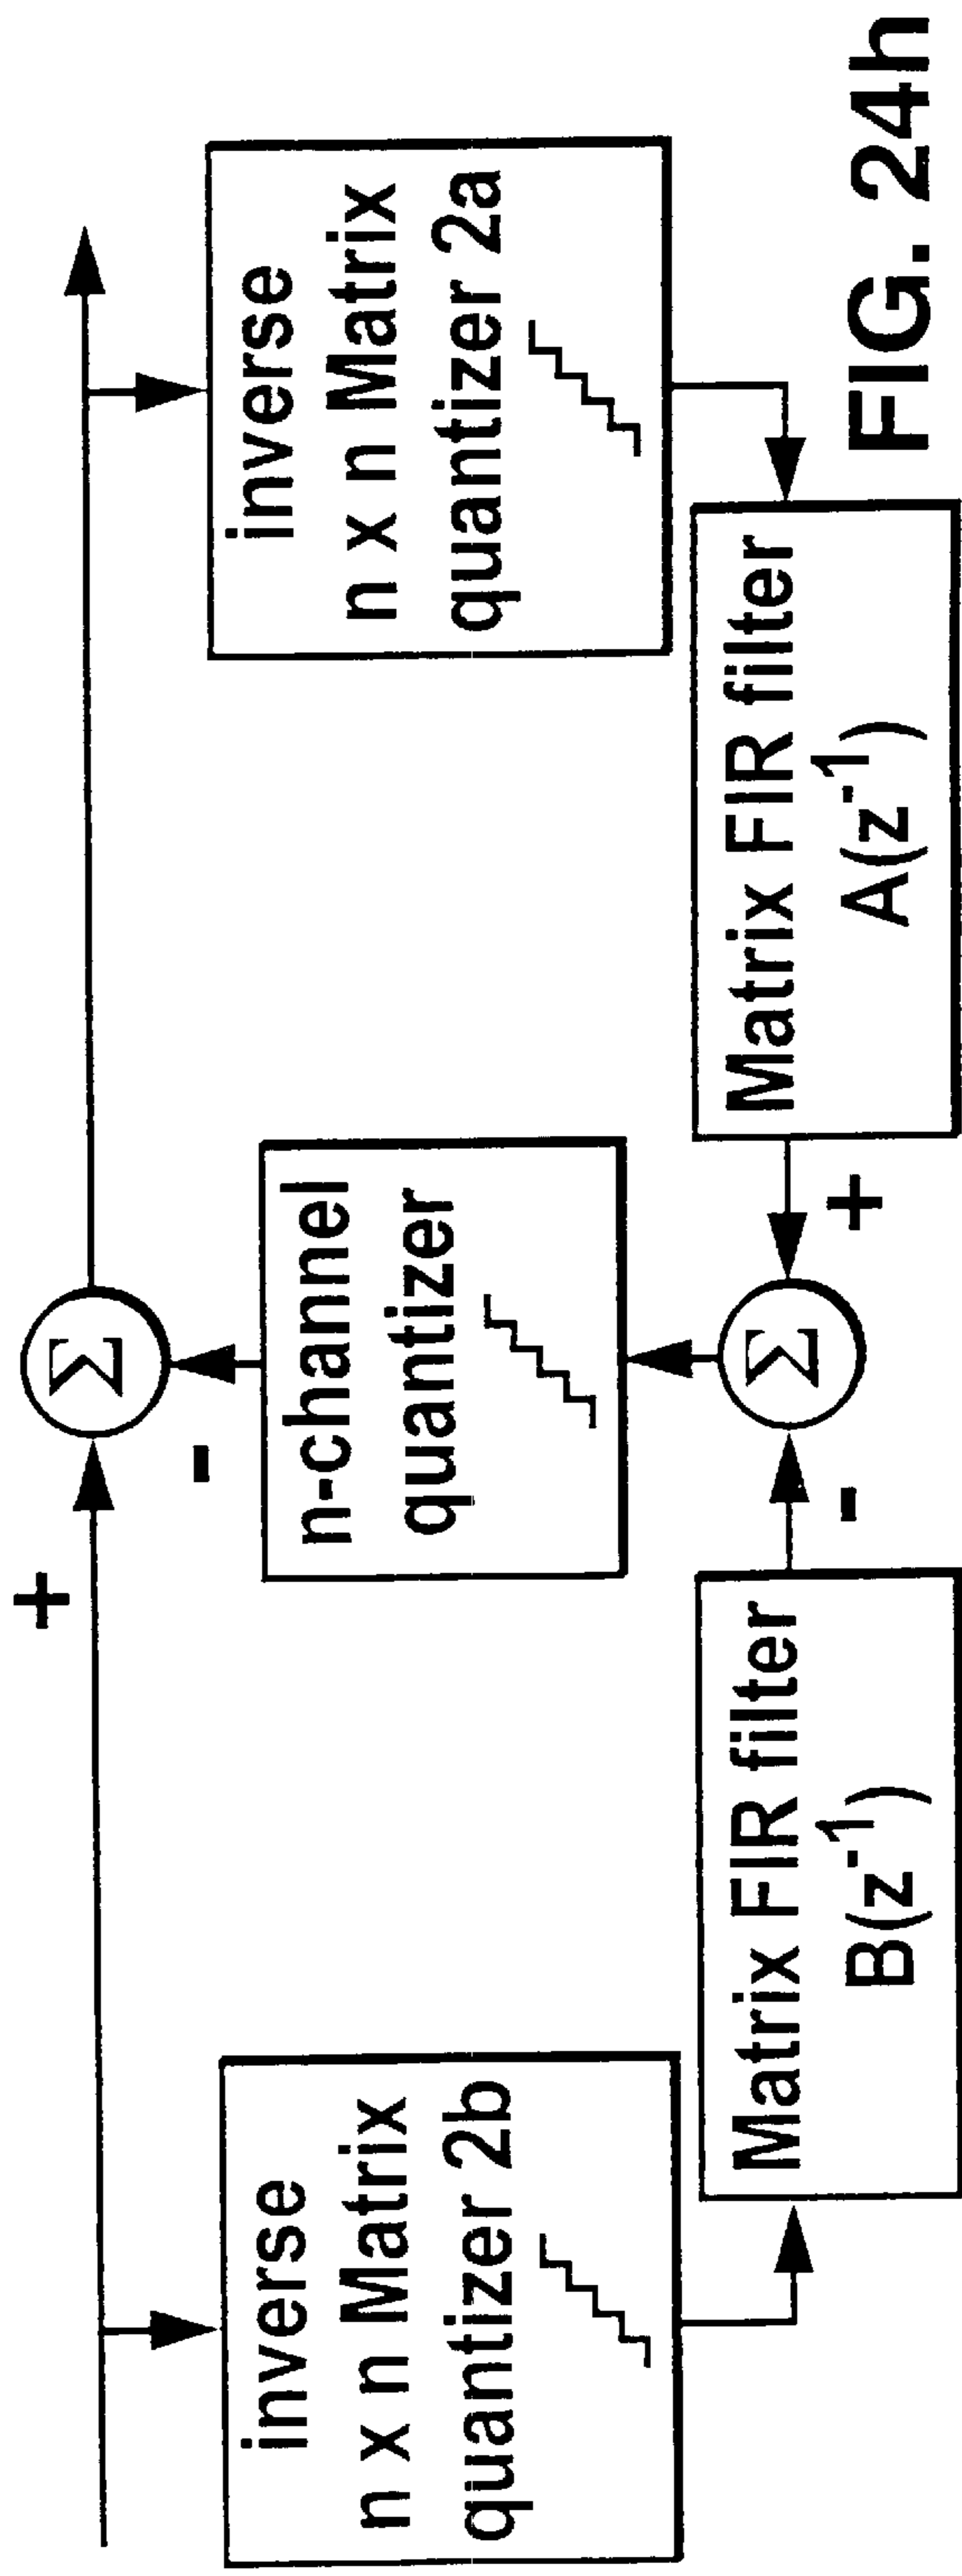 +
Σ
-
inverse
n x n Matrix
quantizer 2b
n-channel
quantizer
inverse
n x n Matrix
quantizer 2a
Matrix FIR filter
B(z⁻¹)
-
Σ
+
Matrix FIR filter
A(z⁻¹)
FIG. 24h